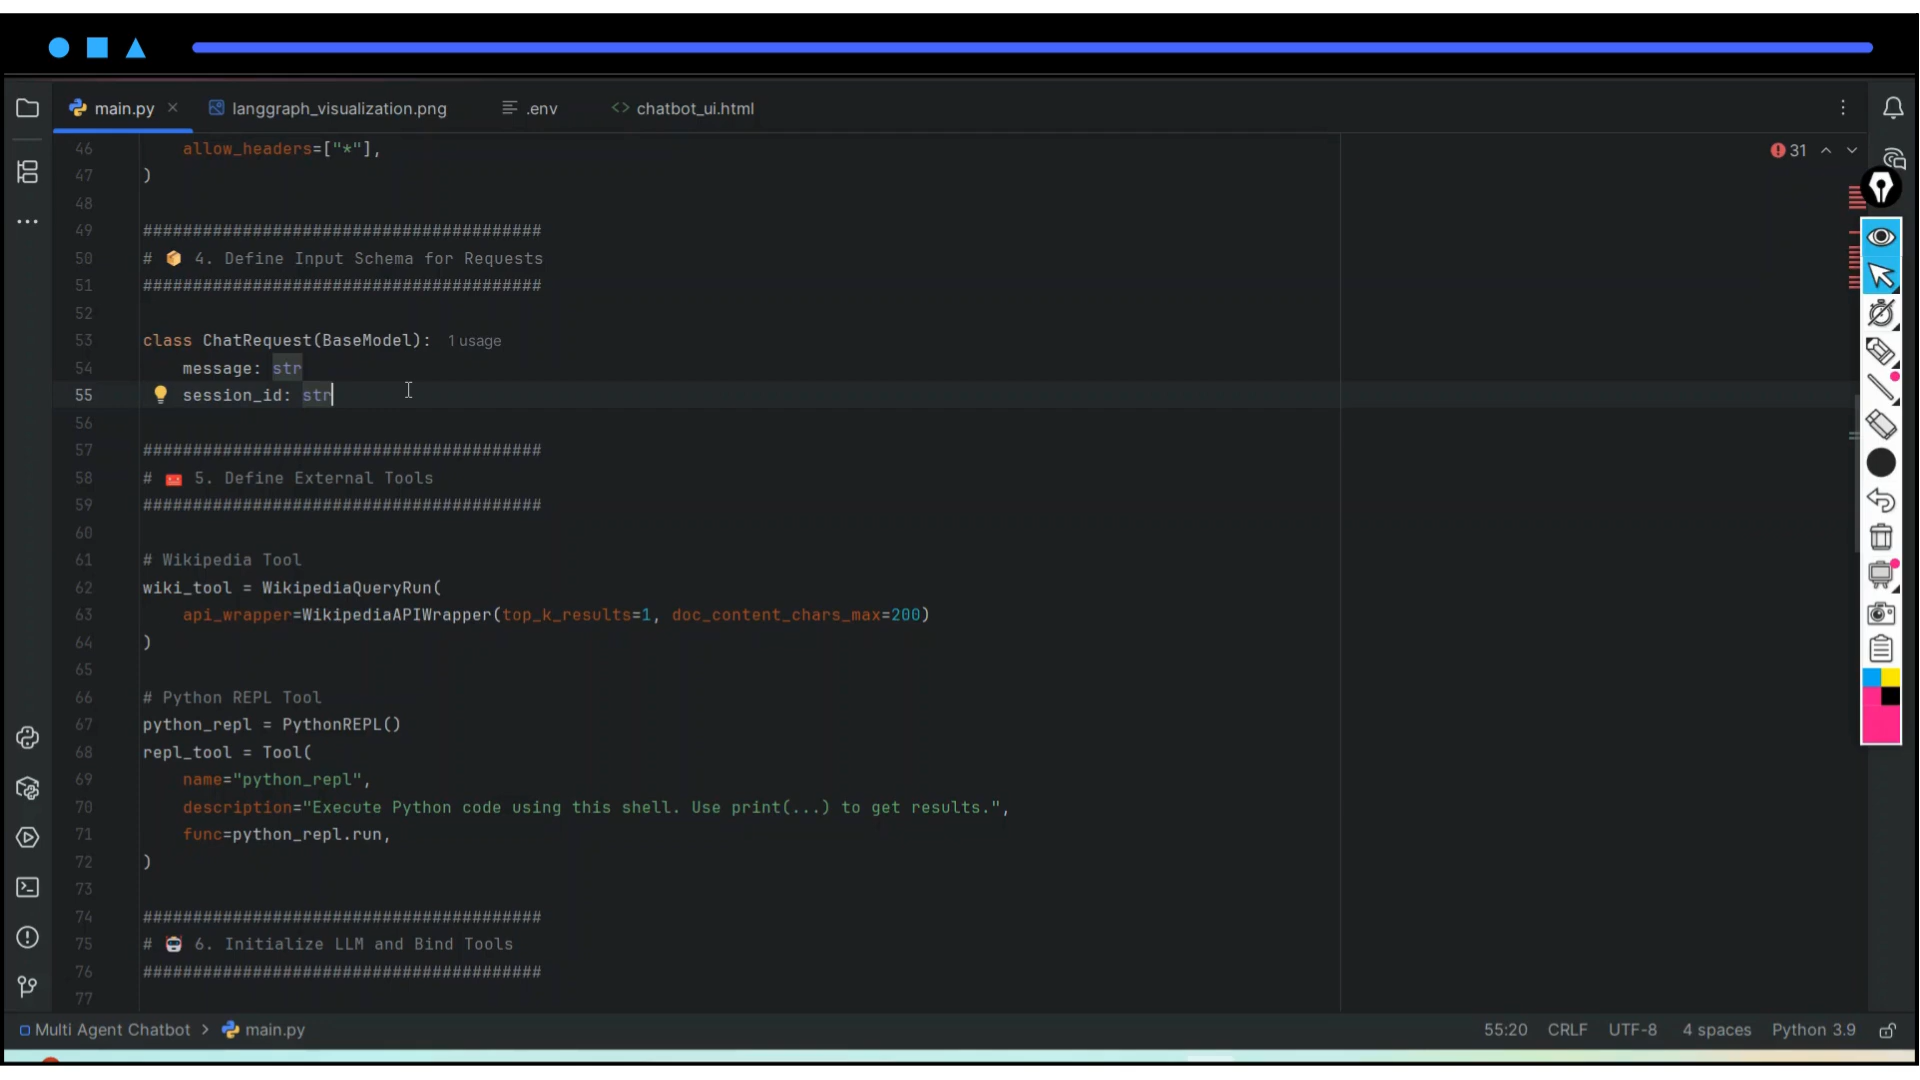 main.py
langgraph_visualization.png
.env
chatbot_ui.html
46 allow_headers=["*"],
31
47 )
48
49 ########################################
50 # 📦 4. Define Input Schema for Requests
51 ########################################
52
53 class ChatRequest(BaseModel): 1 usage
54 message: str
55 session_id: str
56
57 ########################################
58 # 🧰 5. Define External Tools
59 ########################################
60
61 # Wikipedia Tool
62 wiki_tool = WikipediaQueryRun(
63 api_wrapper=WikipediaAPIWrapper(top_k_results=1, doc_content_chars_max=200)
64 )
65
66 # Python REPL Tool
67 python_repl = PythonREPL()
68 repl_tool = Tool(
69 name="python_repl",
70 description="Execute Python code using this shell. Use print(...) to get results.",
71 func=python_repl.run,
72 )
73
74 ########################################
75 # 🤖 6. Initialize LLM and Bind Tools
76 ########################################
77
Multi Agent Chatbot > main.py
55:20 CRLF UTF-8 4 spaces Python 3.9